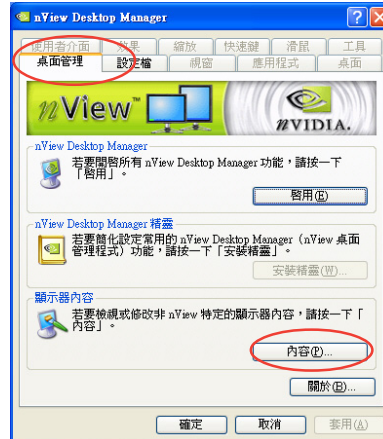 nView Desktop Manager
使用者介面 效果 縮放 快速鍵 滑鼠 工具
桌面管理 設定檔 視窗 應用程式 桌面
nView™ NVIDIA.
nView Desktop Manager
若要開啟所有 nView Desktop Manager 功能，請按一下
「啟用」。
啟用(E)
nView Desktop Manager 精靈
若要簡化設定常用的 nView Desktop Manager（nView 桌面
管理程式）功能，請按一下「安裝精靈」。
安裝精靈(W)...
顯示器內容
若要檢視或修改非 nView 特定的顯示器內容，請按一下「
內容」。
內容(P)...
關於(B)...
確定 取消 套用(A)